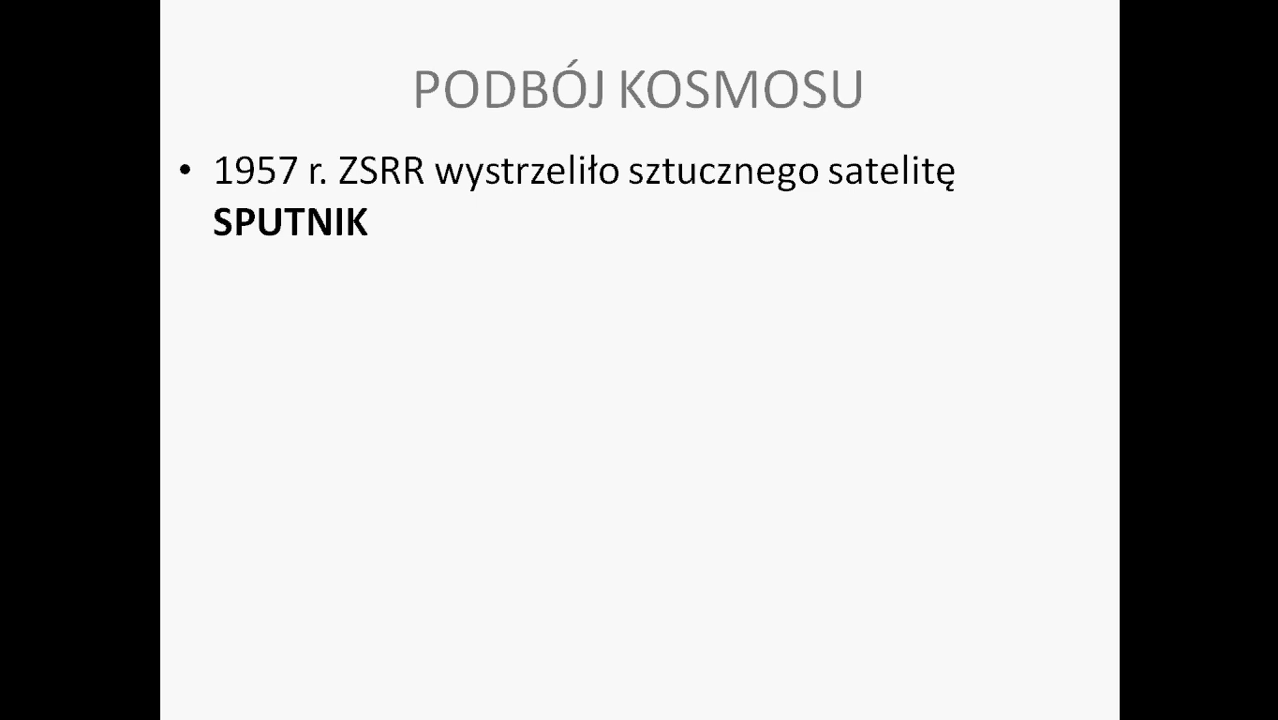 PODBÓJ KOSMOSU
• 1957 r. ZSRR wystrzeliło sztucznego satelitę
SPUTNIK